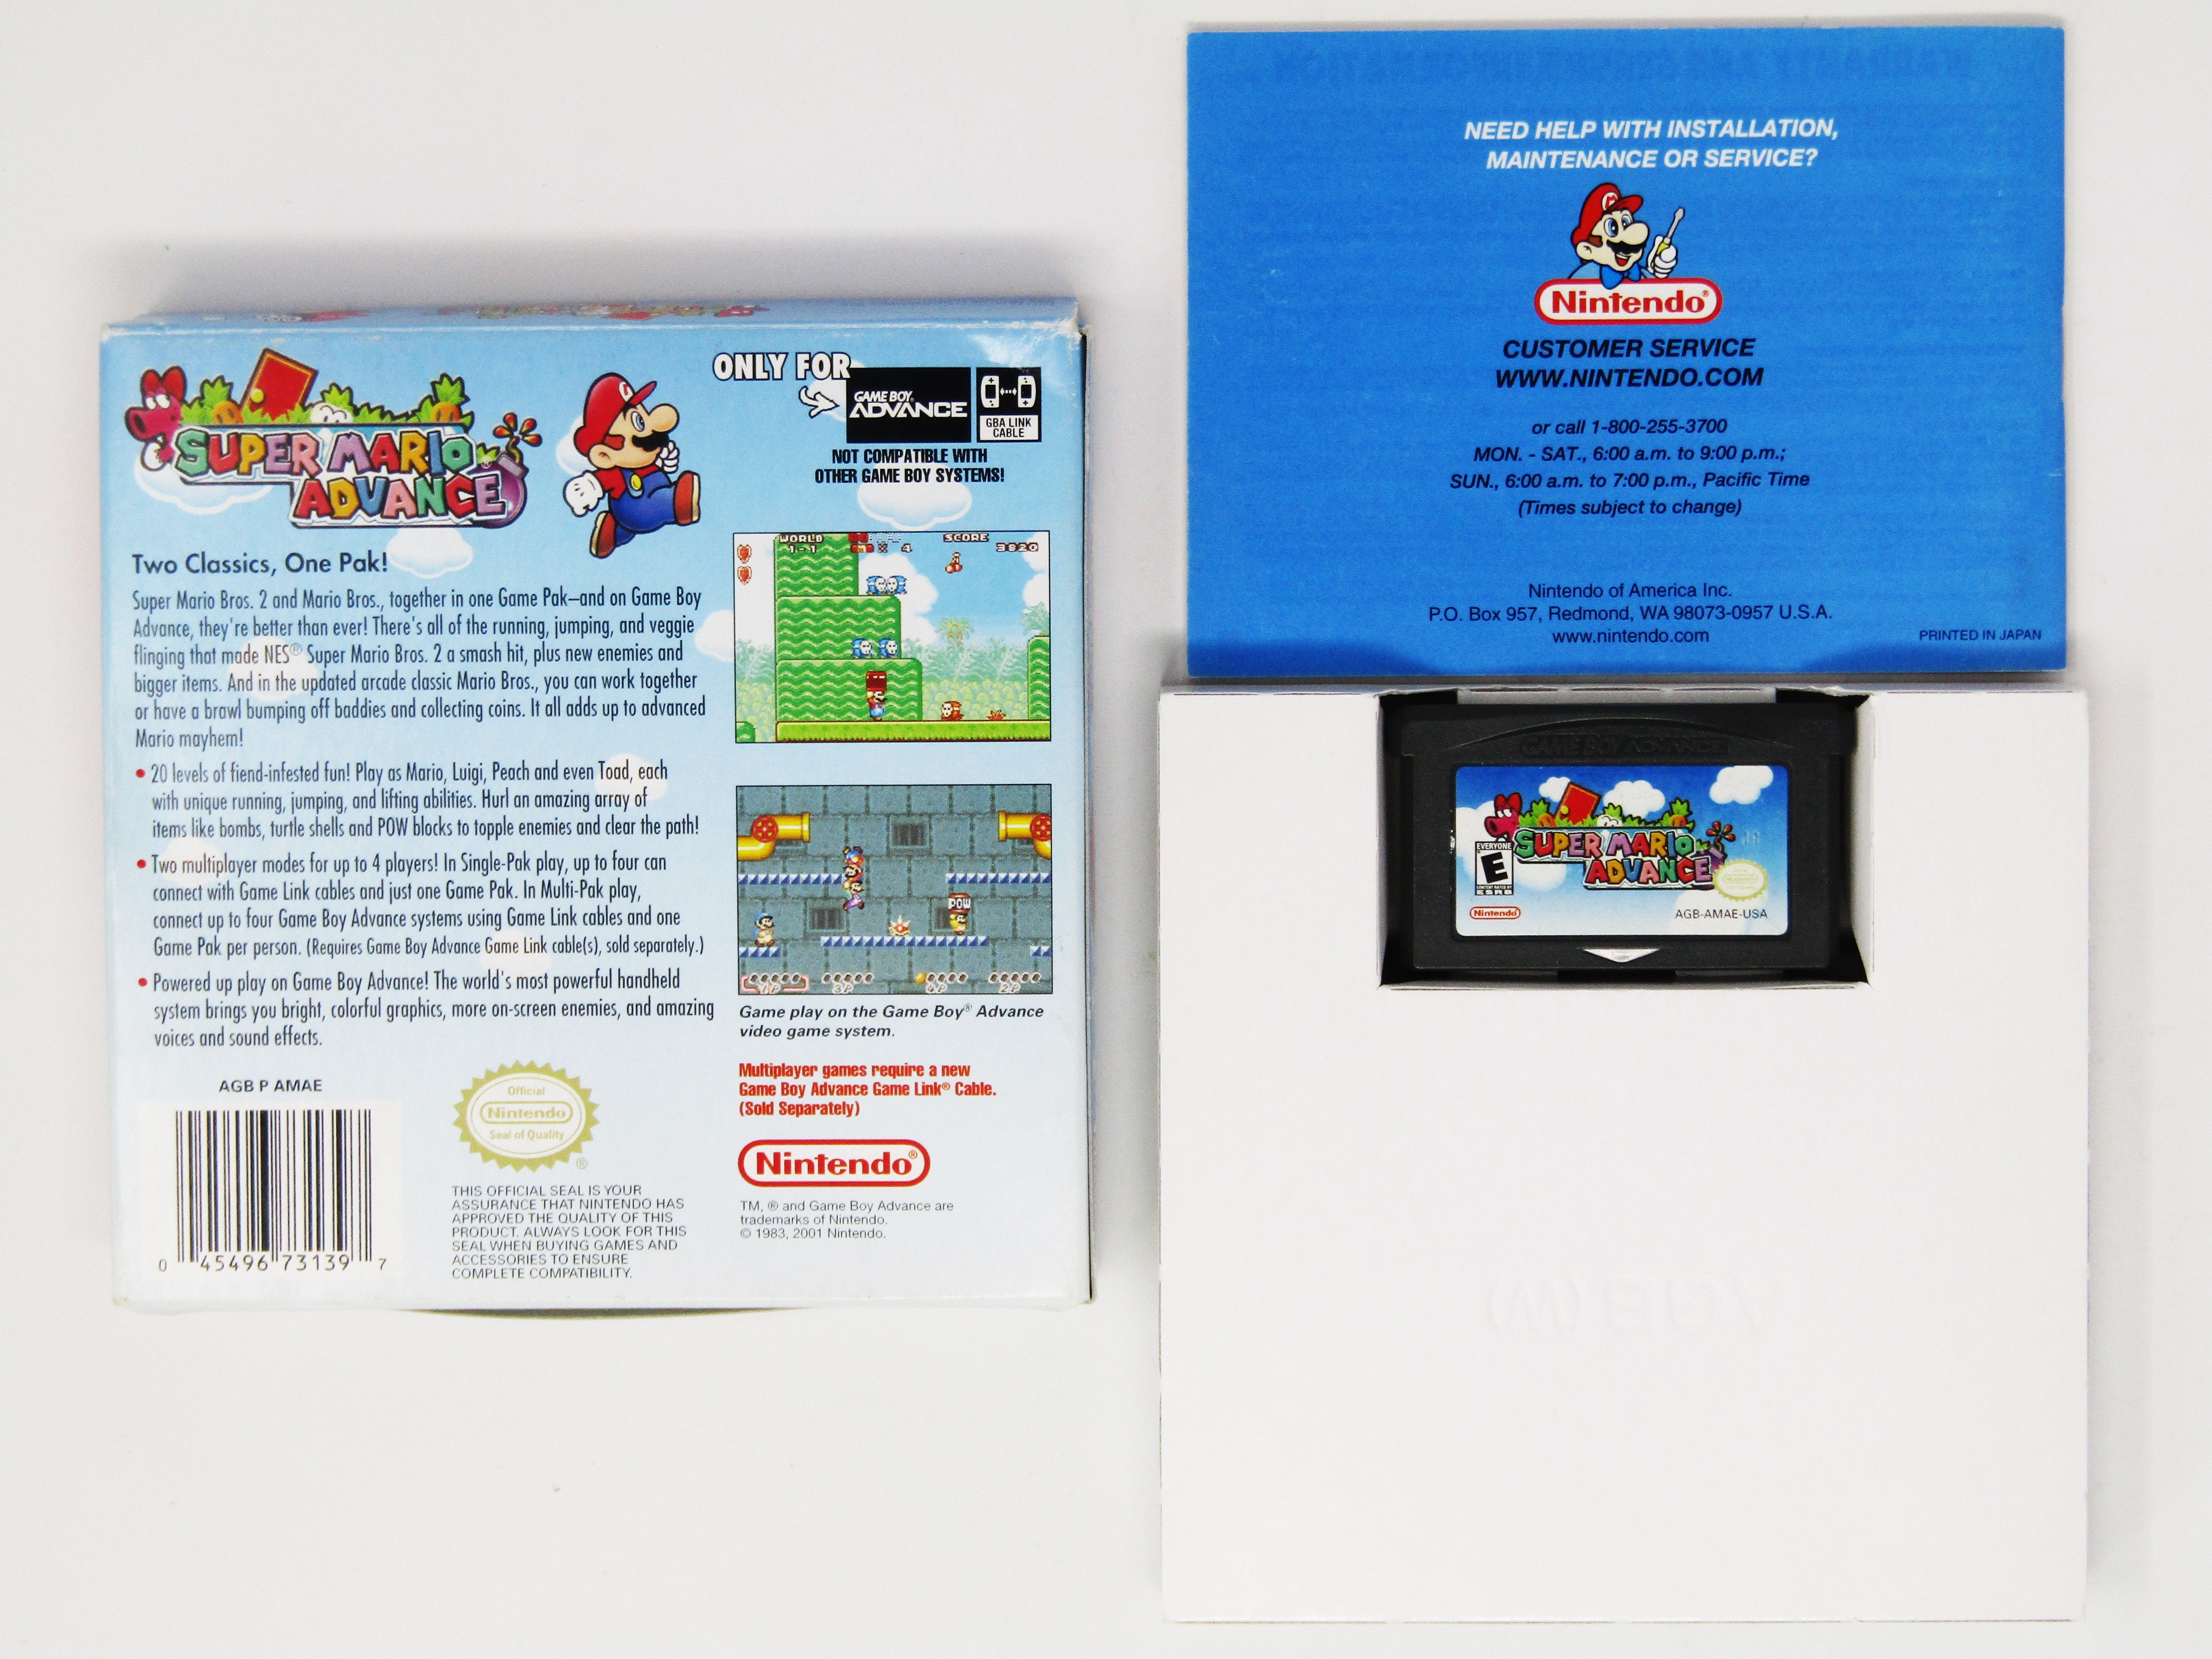 SUPER MARIO
ADVANCE
ONLY FOR
GAME BOY
ADVANCE
GBA LINK
CABLE
NOT COMPATIBLE WITH
OTHER GAME BOY SYSTEMS!
Two Classics, One Pak!
Super Mario Bros. 2 and Mario Bros., together in one Game Pak—and on Game Boy
Advance, they're better than ever! There's all of the running, jumping, and veggie
flinging that made NES® Super Mario Bros. 2 a smash hit, plus new enemies and
bigger items. And in the updated arcade classic Mario Bros., you can work together
or have a brawl bumping off baddies and collecting coins. It all adds up to advanced
Mario mayhem!
• 20 levels of fiend-infested fun! Play as Mario, Luigi, Peach and even Toad, each
with unique running, jumping, and lifting abilities. Hurl an amazing array of
items like bombs, turtle shells and POW blocks to topple enemies and clear the path!
• Two multiplayer modes for up to 4 players! In Single-Pak play, up to four can
connect with Game Link cables and just one Game Pak. In Multi-Pak play,
connect up to four Game Boy Advance systems using Game Link cables and one
Game Pak per person. (Requires Game Boy Advance Game Link cable(s), sold separately.)
• Powered up play on Game Boy Advance! The world's most powerful handheld
system brings you bright, colorful graphics, more on-screen enemies, and amazing
voices and sound effects.
WORLD
1-1
4
SCORE
3820
POW
Game play on the Game Boy® Advance
video game system.
Multiplayer games require a new
Game Boy Advance Game Link® Cable.
(Sold Separately)
Nintendo®
TM, ® and Game Boy Advance are
trademarks of Nintendo.
© 1983, 2001 Nintendo.
AGB P AMAE
0 45496 73139 7
Official
Nintendo
Seal of Quality
®
THIS OFFICIAL SEAL IS YOUR
ASSURANCE THAT NINTENDO HAS
APPROVED THE QUALITY OF THIS
PRODUCT. ALWAYS LOOK FOR THIS
SEAL WHEN BUYING GAMES AND
ACCESSORIES TO ENSURE
COMPLETE COMPATIBILITY.
NEED HELP WITH INSTALLATION,
MAINTENANCE OR SERVICE?
Nintendo®
CUSTOMER SERVICE
WWW.NINTENDO.COM
or call 1-800-255-3700
MON. - SAT., 6:00 a.m. to 9:00 p.m.;
SUN., 6:00 a.m. to 7:00 p.m., Pacific Time
(Times subject to change)
Nintendo of America Inc.
P.O. Box 957, Redmond, WA 98073-0957 U.S.A.
www.nintendo.com
PRINTED IN JAPAN
GAME BOY ADVANCE
SUPER MARIO
ADVANCE
EVERYONE
E
CONTENT RATED BY
ESRB
Nintendo
AGB-AMAE-USA